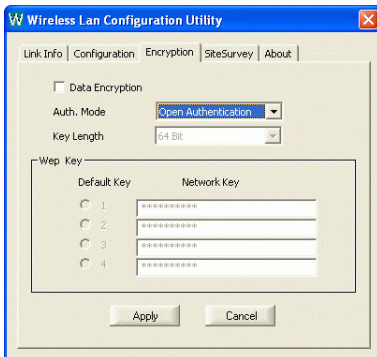 W Wireless Lan Configuration Utility
Link Info Configuration Encryption SiteSurvey About
Data Encryption
Auth. Mode Open Authentication
Key Length 64 Bit
Wep Key
Default Key Network Key
1 **********
2 **********
3 **********
4 **********
Apply Cancel